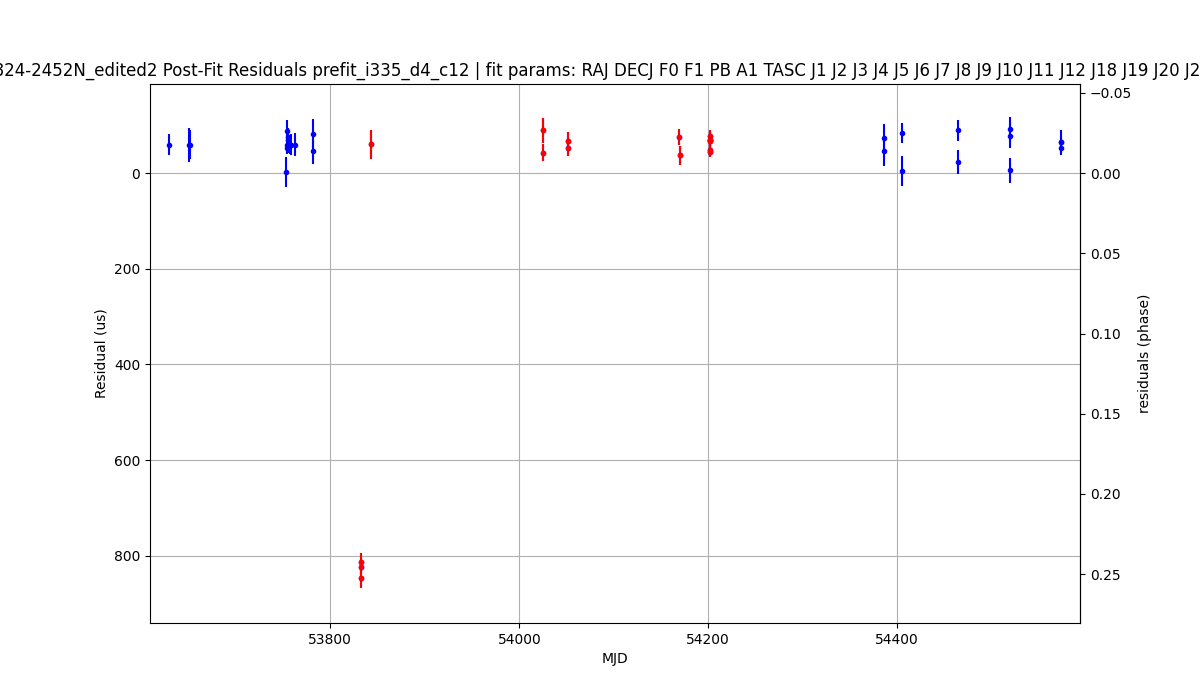 324-2452N_edited2 Post-Fit Residuals prefit_i335_d4_c12 | fit params: RAJ DECJ F0 F1 PB A1 TASC J1 J2 J3 J4 J5 J6 J7 J8 J9 J10 J11 J12 J18 J19 J20 J2
−0.05
0 0.00
200
0.05
0.10
400
0.15
600
0.20
800
0.25
Residual (us)
residuals (phase)
53800 54000 54200 54400
MJD